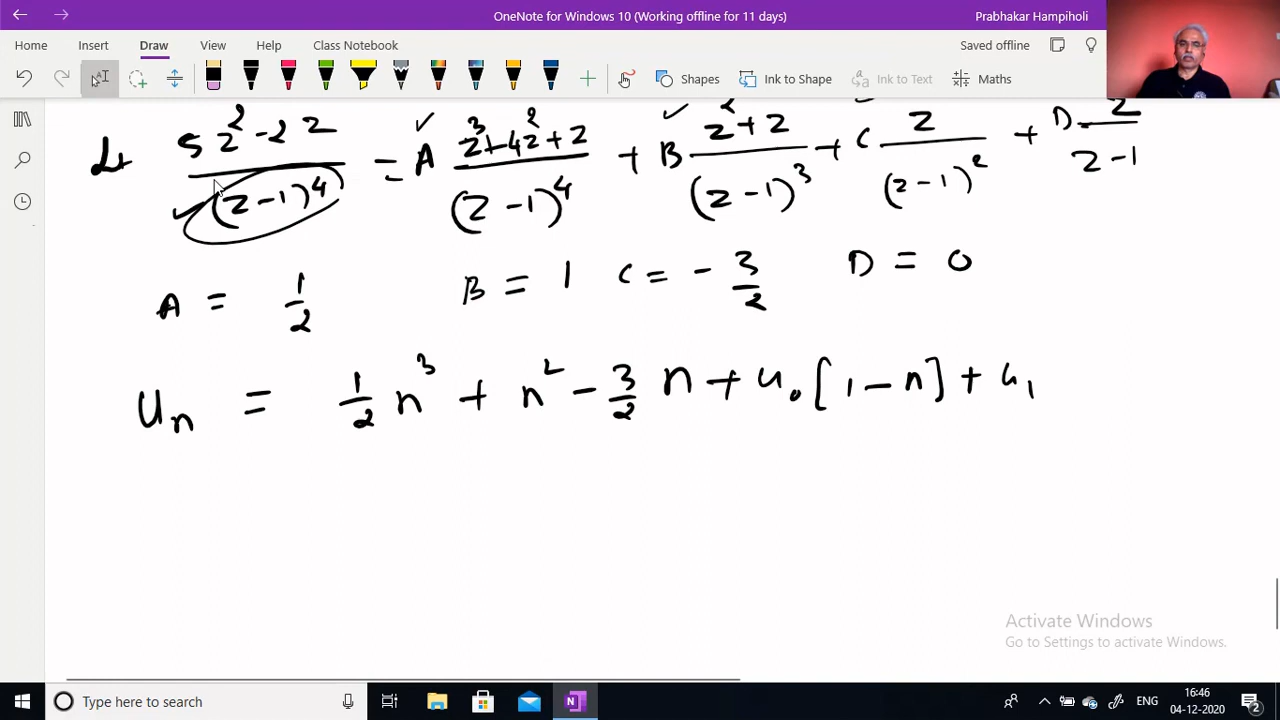 OneNote for Windows 10 (Working offline for 11 days)
Prabhakar Hampiholi
Home Insert Draw View Help Class Notebook
Saved offline
Shapes Ink to Shape Ink to Text Maths
Let (5z² - 2z)/(z-1)⁴ = A (z³+4z²+z)/(z-1)⁴ + B (z²+z)/(z-1)³ + C z/(z-1)² + D z/(z-1)
A = 1/2 B = 1 C = -3/2 D = 0
uₙ = 1/2 n³ + n² - 3/2 n + u₀[1-n] + u₁
Activate Windows
Go to Settings to activate Windows.
Type here to search
ENG
16:46
04-12-2020
2